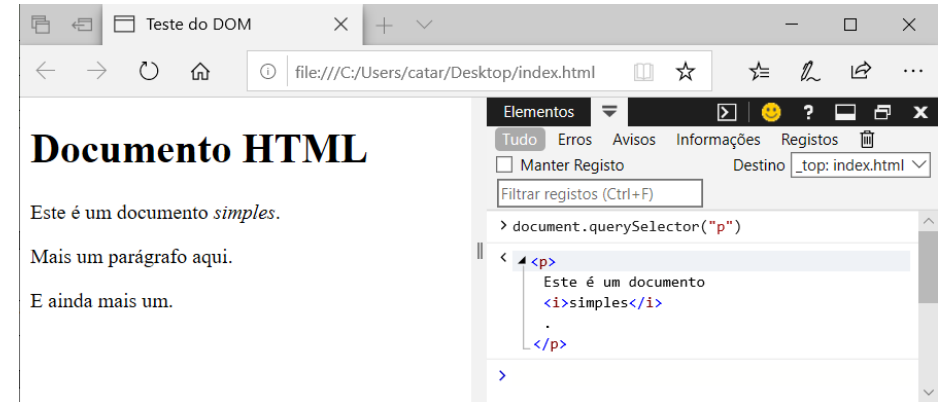 Teste do DOM
file:///C:/Users/catar/Desktop/index.html
Documento HTML
Este é um documento simples.
Mais um parágrafo aqui.
E ainda mais um.
Elementos
?
Tudo Erros Avisos Informações Registos
Manter Registo Destino _top: index.html
Filtrar registos (Ctrl+F)
> document.querySelector("p")
< <p>
Este é um documento
<i>simples</i>
.
</p>
>